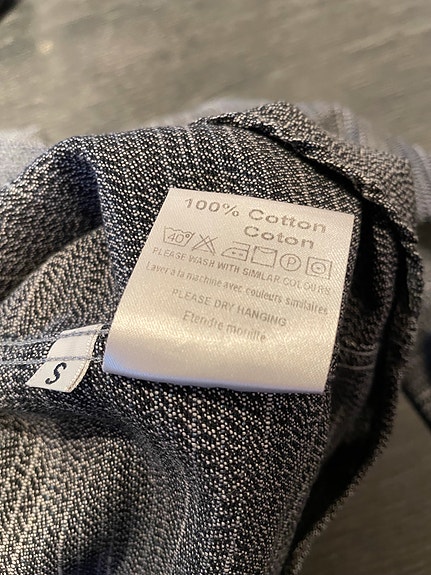 100% Cotton
Coton
40°
P
PLEASE WASH WITH SIMILAR COLOURS
Laver à la machine avec couleurs similaires
PLEASE DRY HANGING
Etendre mouillé
S